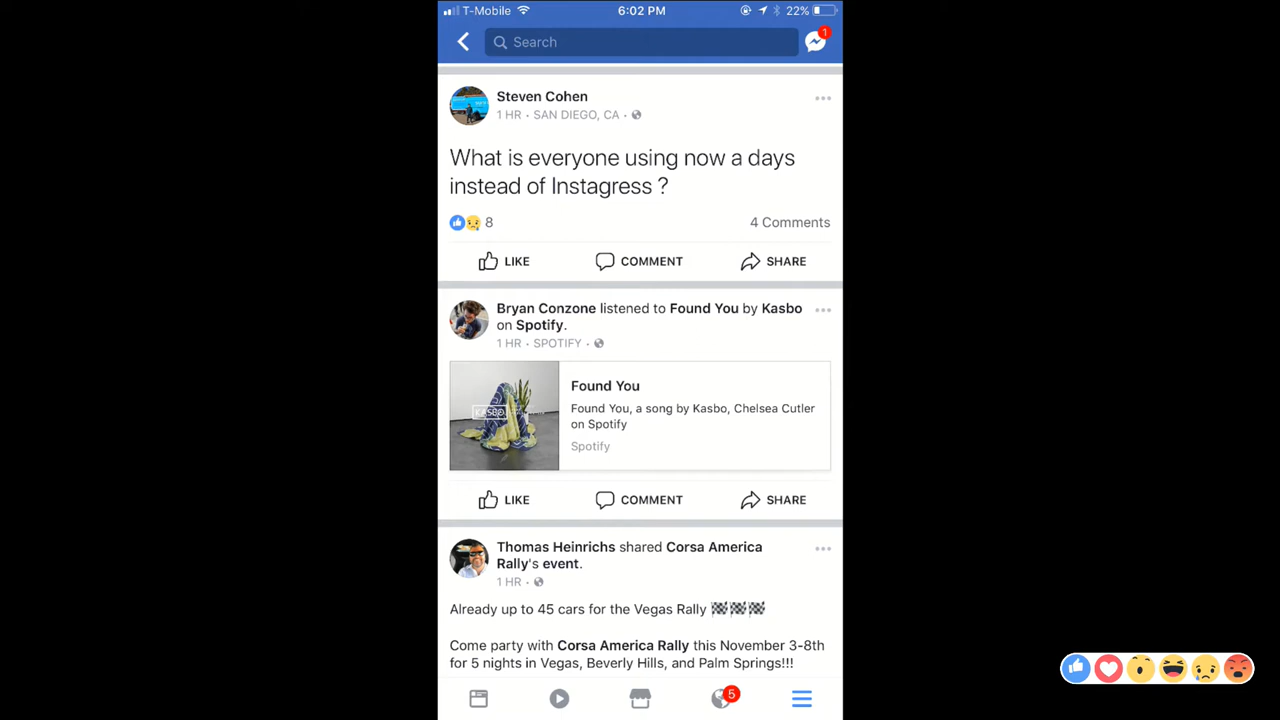 T-Mobile 6:02 PM 22%
Search 1
Steven Cohen
1 HR · SAN DIEGO, CA ·
What is everyone using now a days
instead of Instagress ?
8 4 Comments
LIKE COMMENT SHARE
Bryan Conzone listened to Found You by Kasbo
on Spotify.
1 HR · SPOTIFY ·
Found You
KASBO
Found You, a song by Kasbo, Chelsea Cutler
on Spotify
Spotify
LIKE COMMENT SHARE
Thomas Heinrichs shared Corsa America
Rally's event.
1 HR ·
Already up to 45 cars for the Vegas Rally 🏁🏁🏁
Come party with Corsa America Rally this November 3-8th
for 5 nights in Vegas, Beverly Hills, and Palm Springs!!!
5